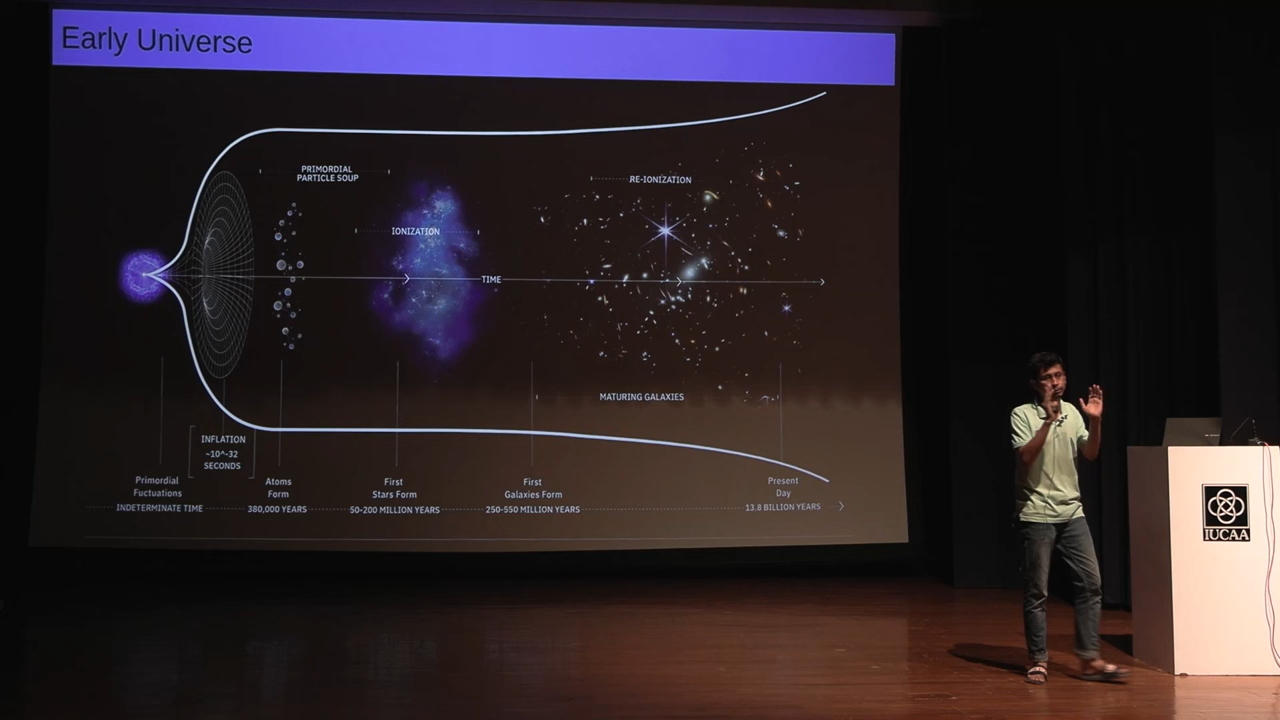 Early Universe
PRIMORDIAL
PARTICLE SOUP
RE-IONIZATION
IONIZATION
TIME
MATURING GALAXIES
INFLATION
~10^-32
SECONDS
Primordial
Fuctuations
INDETERMINATE TIME
Atoms
Form
380,000 YEARS
First
Stars Form
50-200 MILLION YEARS
First
Galaxies Form
250-550 MILLION YEARS
Present
Day
13.8 BILLION YEARS
IUCAA